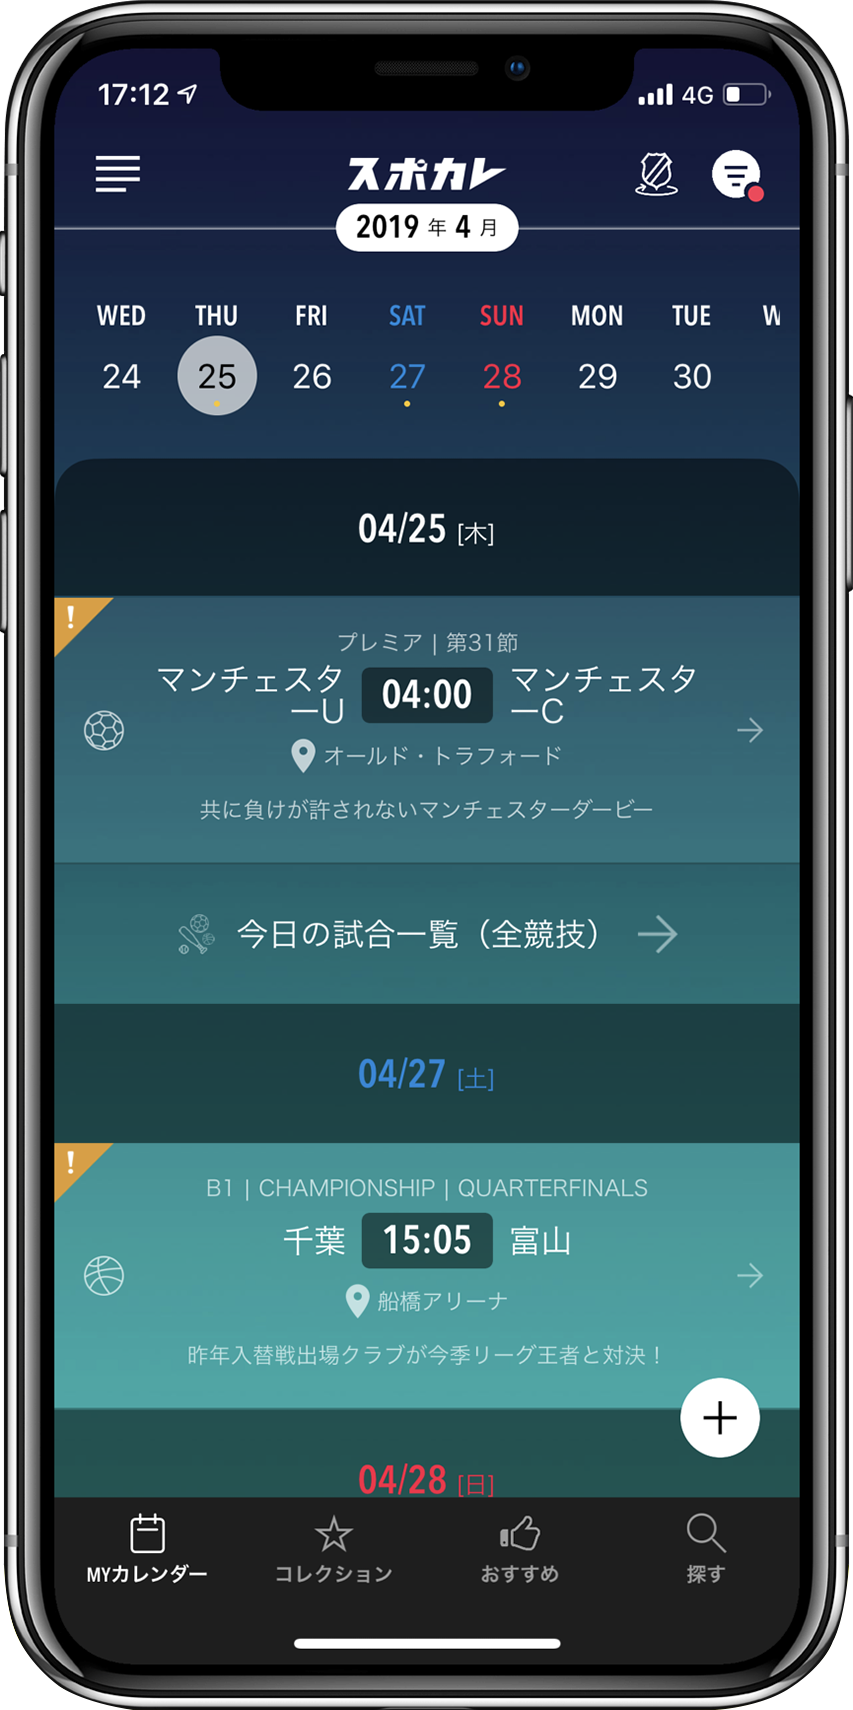 17:12 4G
スポカレ
2019 年 4 月
WED THU FRI SAT SUN MON TUE W
24 25 26 27 28 29 30
04/25 [木]
!
プレミア | 第31節
マンチェスターU 04:00 マンチェスターC
オールド・トラフォード
共に負けが許されないマンチェスターダービー
今日の試合一覧（全競技）
04/27 [土]
!
B1 | CHAMPIONSHIP | QUARTERFINALS
千葉 15:05 富山
船橋アリーナ
昨年入替戦出場クラブが今季リーグ王者と対決！
04/28 [日]
MYカレンダー コレクション おすすめ 探す